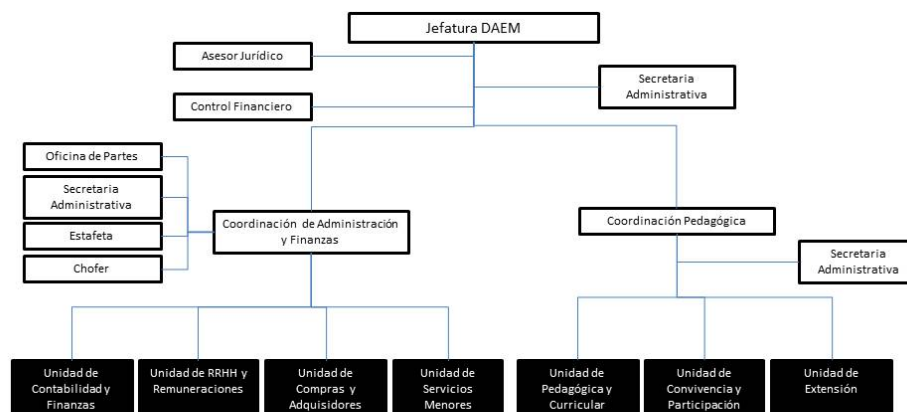 Jefatura DAEM
Asesor Jurídico
Secretaria
Administrativa
Control Financiero
Oficina de Partes
Secretaria
Administrativa
Estafeta
Chofer
Coordinación de Administración
y Finanzas
Coordinación Pedagógica
Secretaria
Administrativa
Unidad de
Contabilidad y
Finanzas
Unidad de RRHH y
Remuneraciones
Unidad de
Compras y
Adquisidores
Unidad de
Servicios
Menores
Unidad de
Pedagógica y
Curricular
Unidad de
Convivencia y
Participación
Unidad de
Extensión